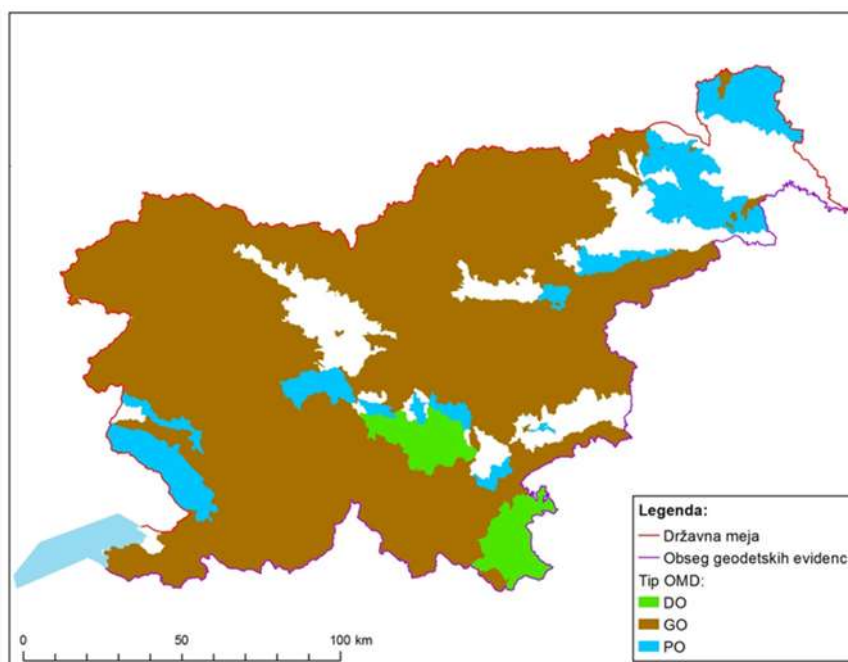 Legenda:
Državna meja
Obseg geodetskih evidenc
Tip OMD:
DO
GO
PO
0 50 100 km